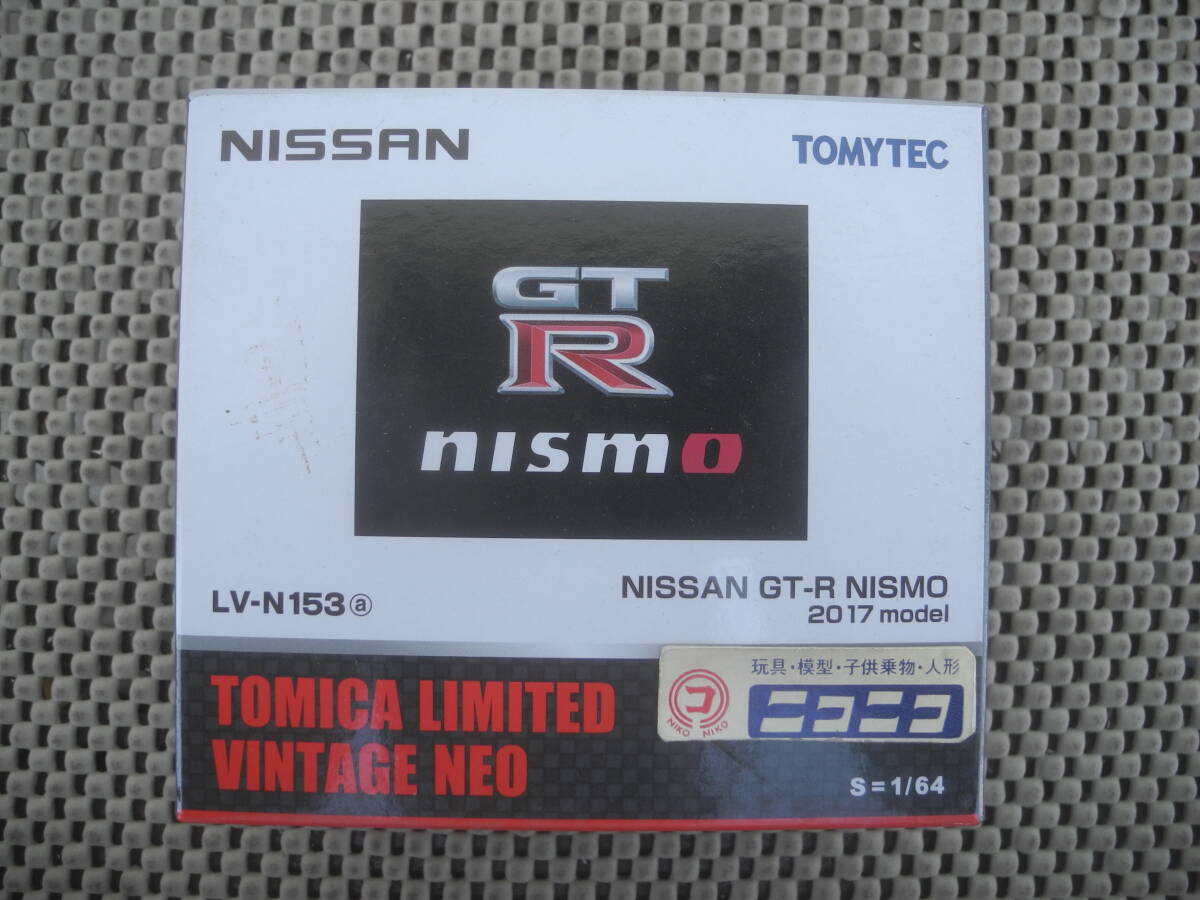 NISSAN
TOMYTEC
GT
R
nismo
LV-N153ⓐ
NISSAN GT-R NISMO
2017 model
TOMICA LIMITED
VINTAGE NEO
玩具・模型・子供乗物・人形
コ
NIKO NIKO
ニコニコ
S=1/64